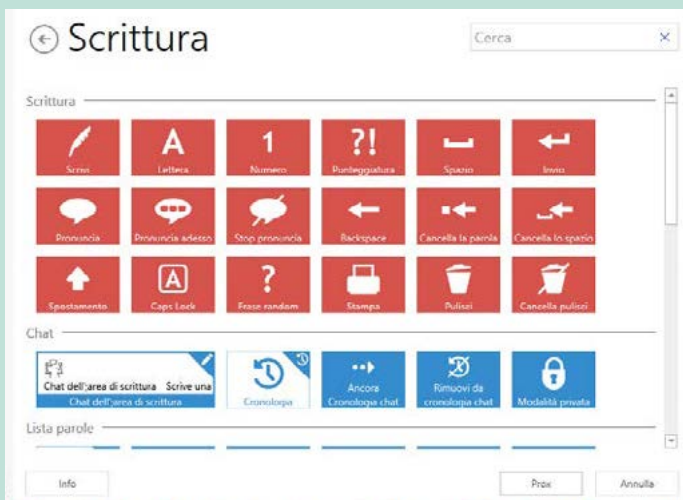 Scrittura
Cerca
Scrittura
Scrivi
Lettera
1
Numero
?!
Punteggiatura
Spazio
Invio
Pronuncia
Pronuncia adesso
Stop pronuncia
Backspace
Cancella la parola
Cancella lo spazio
Spostamento
A
Caps Lock
?
Frase random
Stampa
Pulisci
Cancella pulisci
Chat
Chat dell';area di scrittura Scrive una
Chat dell';area di scrittura
Cronologia
Ancora
Cronologia chat
Rimuovi da
cronologia chat
Modalità privata
Lista parole
Info
Prox
Annulla